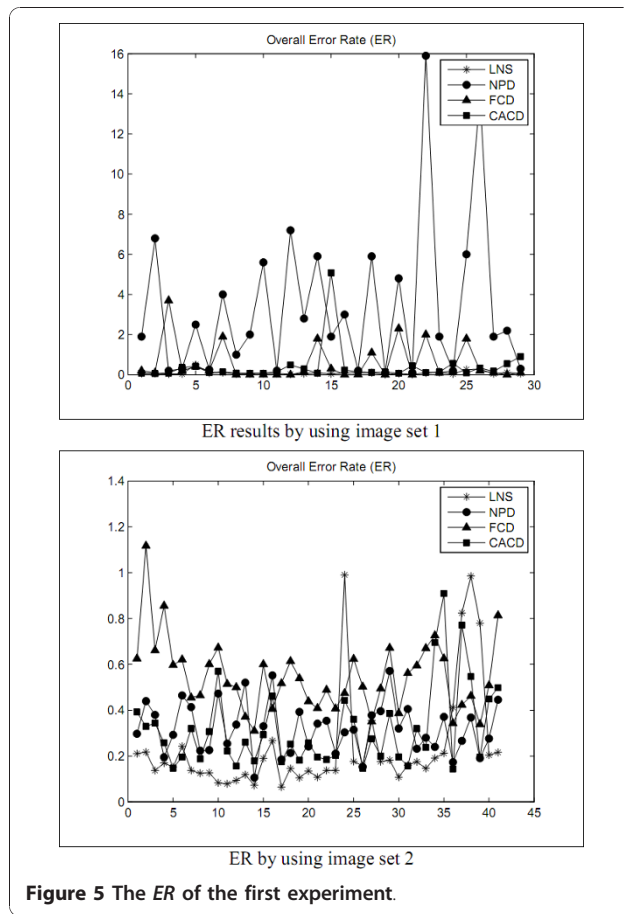 Overall Error Rate (ER)
16
14
12
10
8
6
4
2
0
LNS
NPD
FCD
CACD
0 5 10 15 20 25 30
ER results by using image set 1
Overall Error Rate (ER)
1.4
1.2
1
0.8
0.6
0.4
0.2
0
LNS
NPD
FCD
CACD
0 5 10 15 20 25 30 35 40 45
ER by using image set 2
Figure 5 The ER of the first experiment.